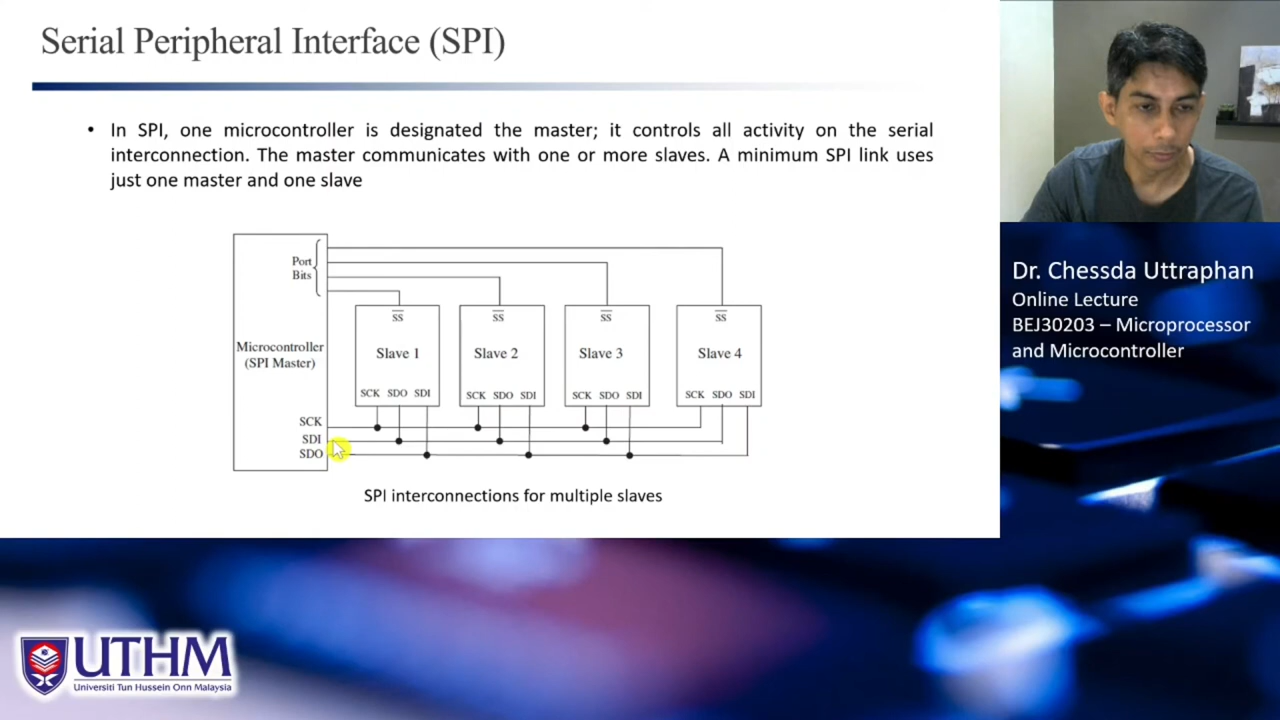 Serial Peripheral Interface (SPI)
• In SPI, one microcontroller is designated the master; it controls all activity on the serial
interconnection. The master communicates with one or more slaves. A minimum SPI link uses
just one master and one slave
Port
Bits
SS SS SS SS
Microcontroller
(SPI Master)
Slave 1 Slave 2 Slave 3 Slave 4
SCK SDO SDI SCK SDO SDI SCK SDO SDI SCK SDO SDI
SCK
SDI
SDO
SPI interconnections for multiple slaves
Dr. Chessda Uttraphan
Online Lecture
BEJ30203 – Microprocessor
and Microcontroller
UTHM
Universiti Tun Hussein Onn Malaysia